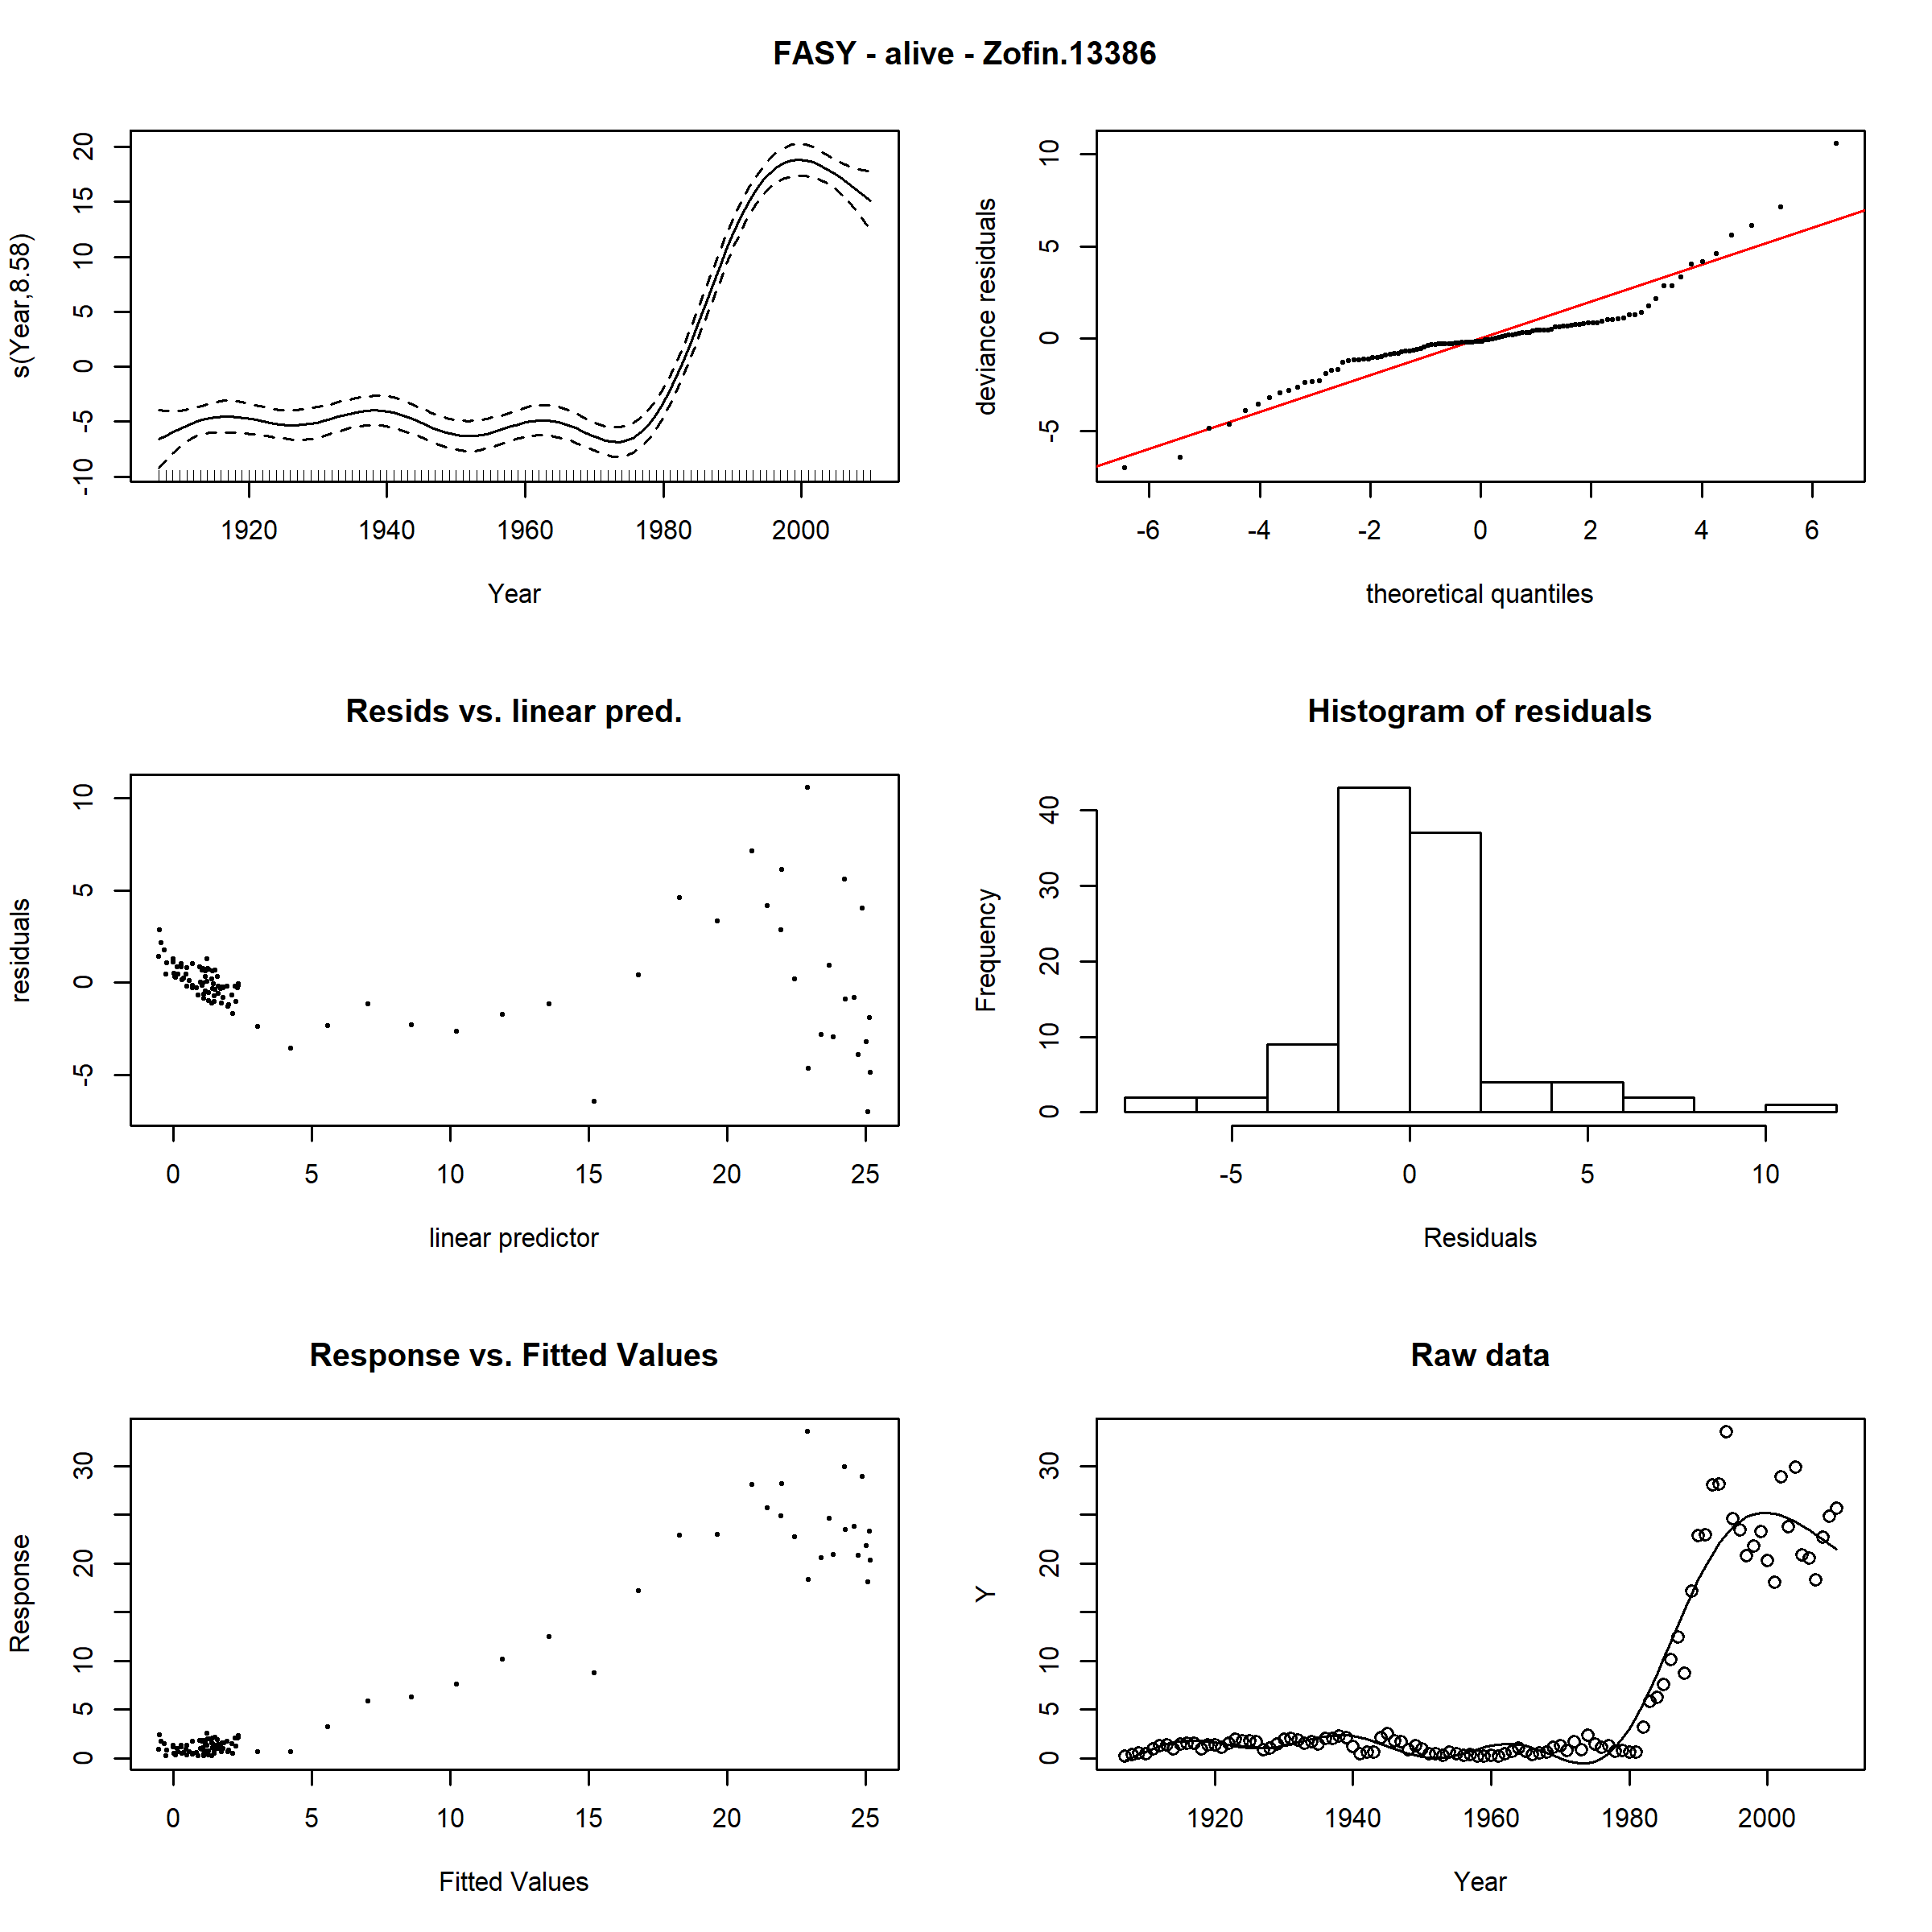 FASY - alive - Zofin.13386
s(Year,8.58)
-10 -5 0 5 10 15 20
1920 1940 1960 1980 2000
Year
deviance residuals
-5 0 5 10
-6 -4 -2 0 2 4 6
theoretical quantiles
Resids vs. linear pred.
residuals
-5 0 5 10
0 5 10 15 20 25
linear predictor
Histogram of residuals
Frequency
0 10 20 30 40
-5 0 5 10
Residuals
Response vs. Fitted Values
Response
0 5 10 20 30
0 5 10 15 20 25
Fitted Values
Raw data
Y
0 5 10 20 30
1920 1940 1960 1980 2000
Year